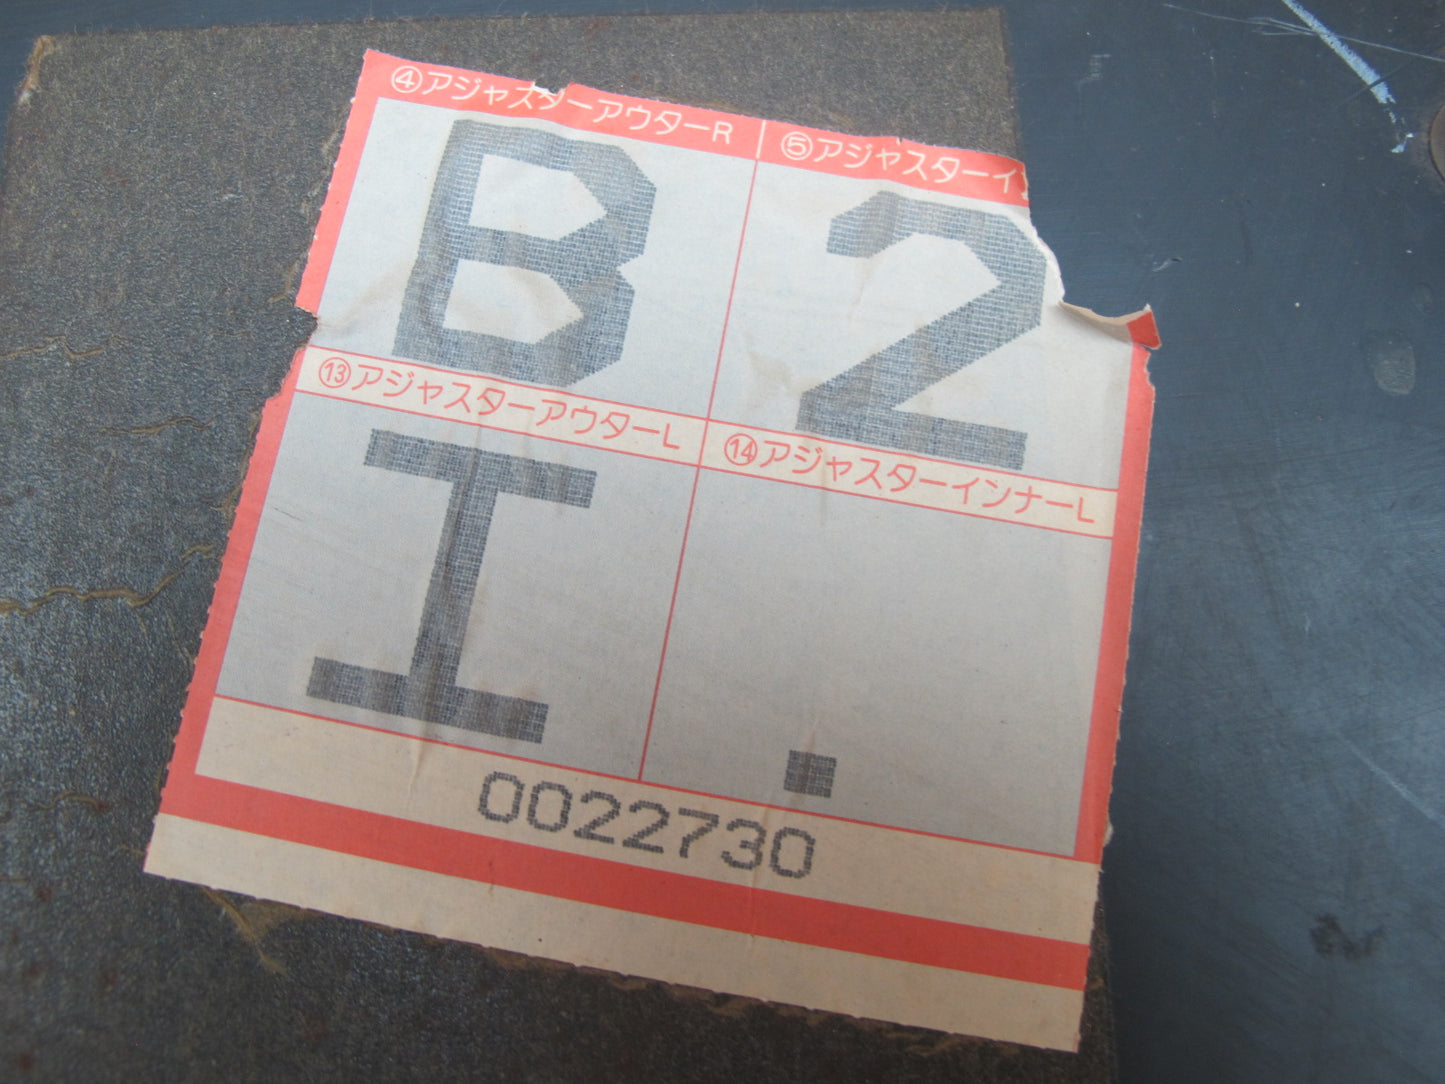 ④アジャスターアウターR ⑤アジャスターイ
B 2
⑬アジャスターアウターL ⑭アジャスターインナーL
I .
0022730